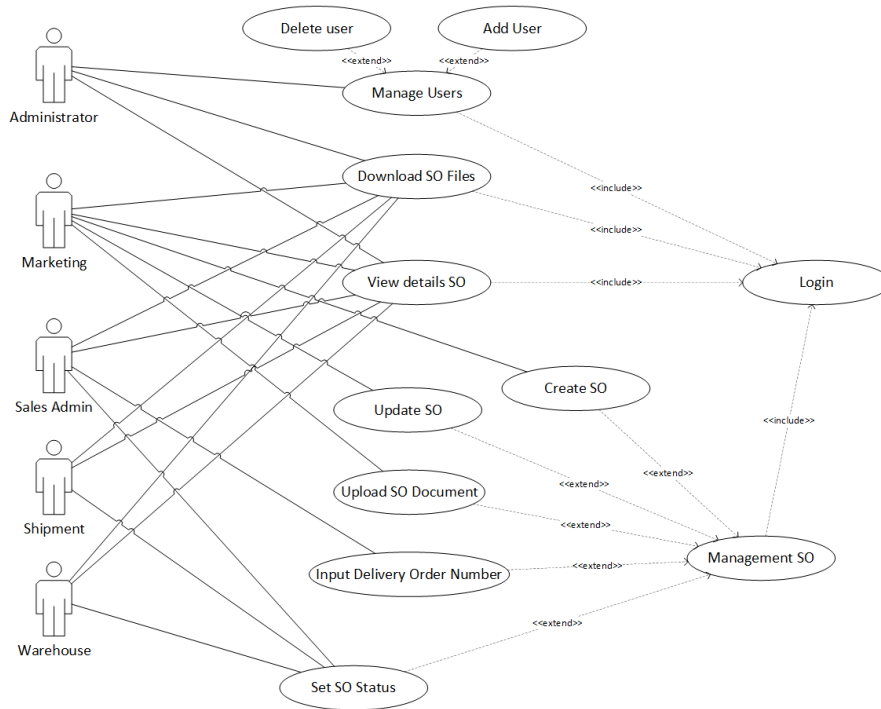 Delete user
Add User
<<extend>>
<<extend>>
Manage Users
Administrator
Download SO Files
<<include>>
<<include>>
Marketing
View details SO
<<include>>
Login
Sales Admin
Create SO
Update SO
<<include>>
<<extend>>
Upload SO Document
<<extend>>
<<extend>>
Shipment
Management SO
Input Delivery Order Number
<<extend>>
<<extend>>
Warehouse
Set SO Status